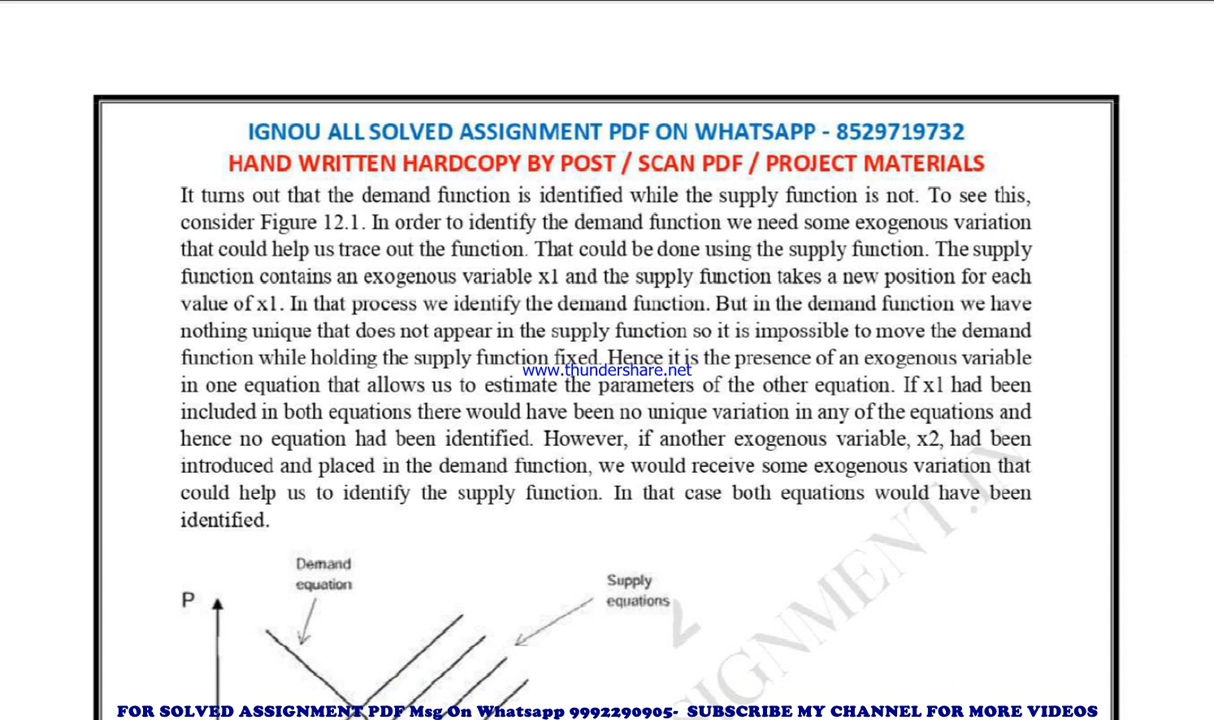 IGNOU ALL SOLVED ASSIGNMENT PDF ON WHATSAPP - 8529719732
HAND WRITTEN HARDCOPY BY POST / SCAN PDF / PROJECT MATERIALS
It turns out that the demand function is identified while the supply function is not. To see this,
consider Figure 12.1. In order to identify the demand function we need some exogenous variation
that could help us trace out the function. That could be done using the supply function. The supply
function contains an exogenous variable x1 and the supply function takes a new position for each
value of x1. In that process we identify the demand function. But in the demand function we have
nothing unique that does not appear in the supply function so it is impossible to move the demand
function while holding the supply function fixed. Hence it is the presence of an exogenous variable
www.thundershare.net
in one equation that allows us to estimate the parameters of the other equation. If x1 had been
included in both equations there would have been no unique variation in any of the equations and
hence no equation had been identified. However, if another exogenous variable, x2, had been
introduced and placed in the demand function, we would receive some exogenous variation that
could help us to identify the supply function. In that case both equations would have been
identified.
Demand
equation
Supply
equations
P
FOR SOLVED ASSIGNMENT PDF Msg On Whatsapp 9992290905- SUBSCRIBE MY CHANNEL FOR MORE VIDEOS